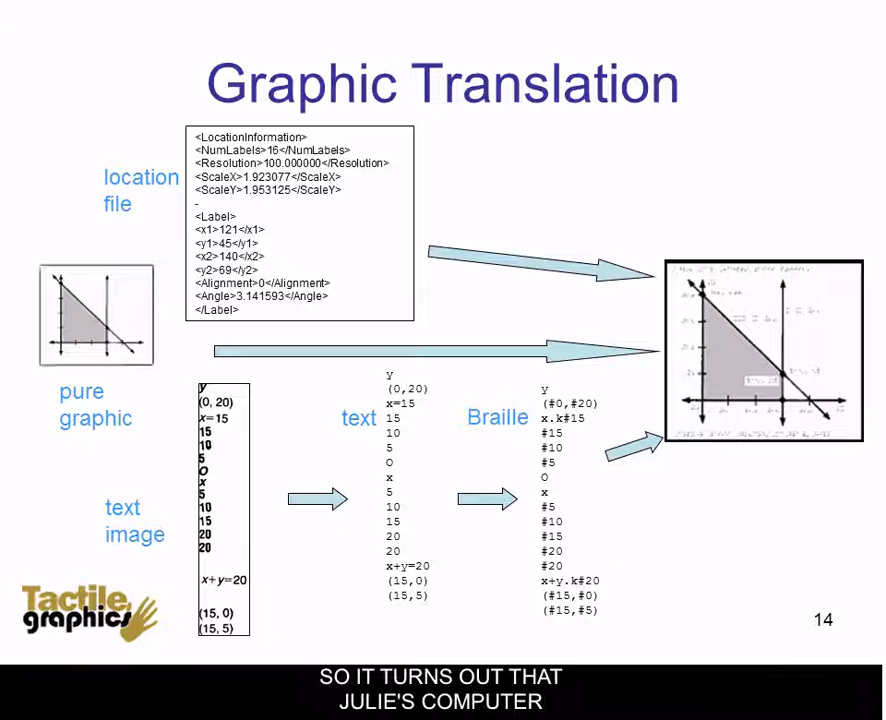 Graphic Translation
location
file
<LocationInformation>
<NumLabels>16</NumLabels>
<Resolution>100.000000</Resolution>
<ScaleX>1.923077</ScaleX>
<ScaleY>1.953125</ScaleY>
-
<Label>
<x1>121</x1>
<y1>45</y1>
<x2>140</x2>
<y2>69</y2>
<Alignment>0</Alignment>
<Angle>3.141593</Angle>
</Label>
pure
graphic
text
image
y
(0, 20)
x=15
15
10
5
O
x
5
10
15
20
20
x+y=20
(15, 0)
(15, 5)
text
y
(0,20)
x=15
15
10
5
O
x
5
10
15
20
20
x+y=20
(15,0)
(15,5)
Braille
y
(#0,#20)
x.k#15
#15
#10
#5
O
x
#5
#10
#15
#20
#20
x+y.k#20
(#15,#0)
(#15,#5)
Tactile
graphics
14
SO IT TURNS OUT THAT
JULIE'S COMPUTER